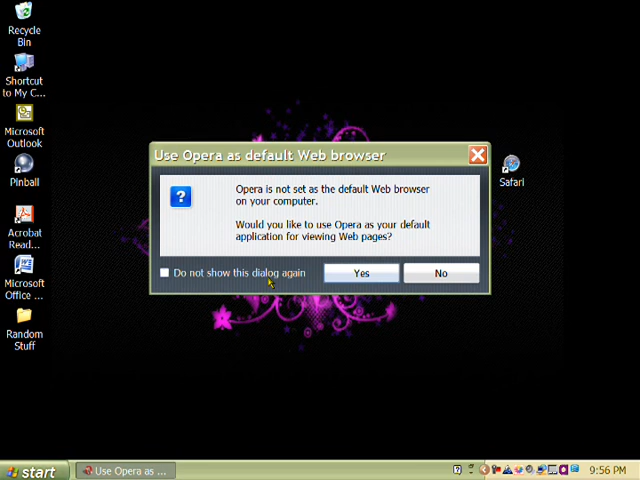 Recycle
Bin
Shortcut
to My C...
Microsoft
Outlook
Pinball
Acrobat
Read...
Microsoft
Office ...
Random
Stuff
Safari
Use Opera as default Web browser
Opera is not set as the default Web browser
on your computer.
Would you like to use Opera as your default
application for viewing Web pages?
Do not show this dialog again
Yes
No
start
Use Opera as ...
9:56 PM